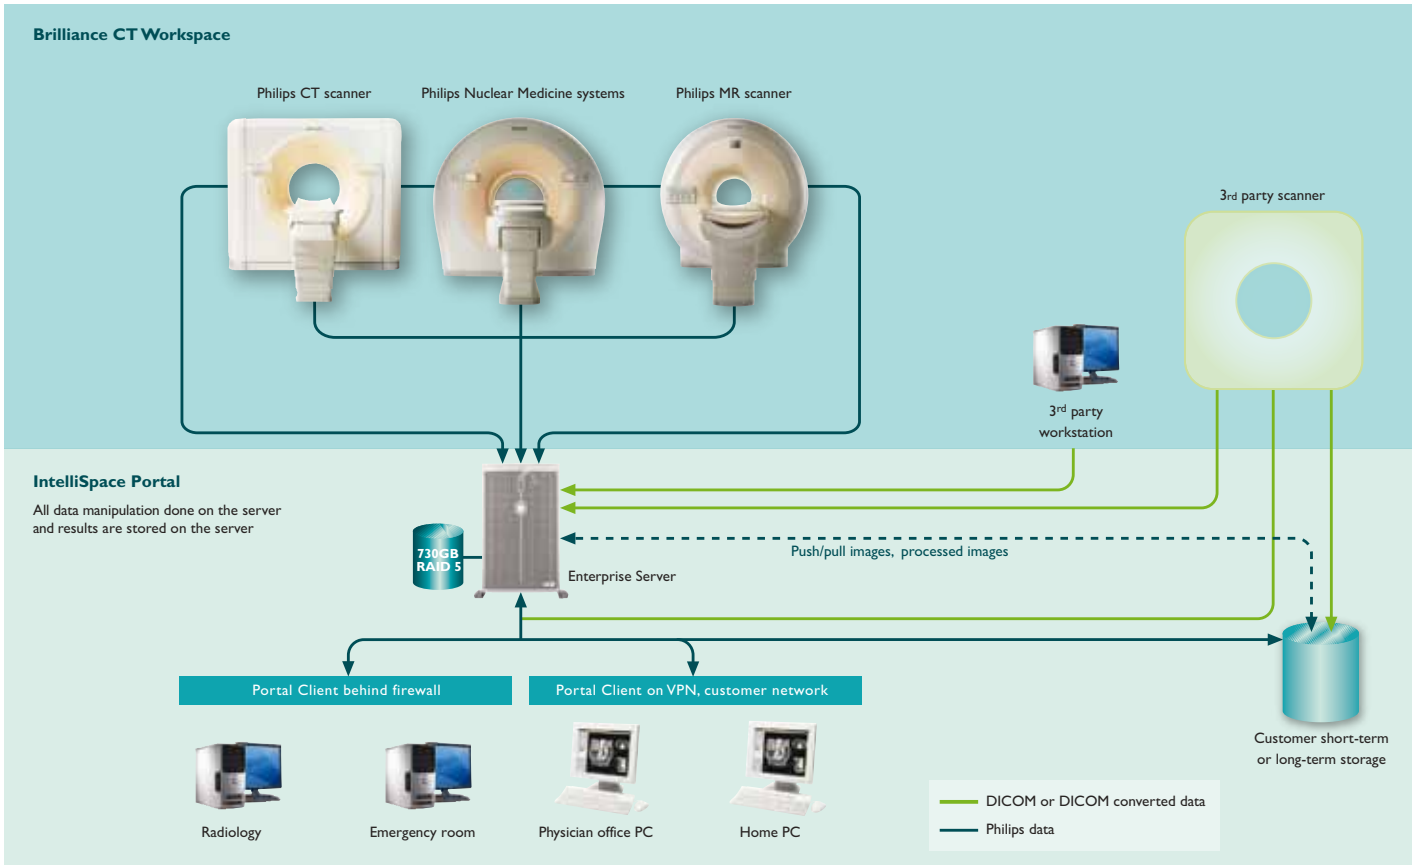 Brilliance CT Workspace
Philips CT scanner
Philips Nuclear Medicine systems
Philips MR scanner
3rd party scanner
3rd party
workstation
IntelliSpace Portal
All data manipulation done on the server
and results are stored on the server
730GB
RAID 5
Push/pull images, processed images
Enterprise Server
Portal Client behind firewall
Portal Client on VPN, customer network
Customer short-term
or long-term storage
Radiology
Emergency room
Physician office PC
Home PC
DICOM or DICOM converted data
Philips data